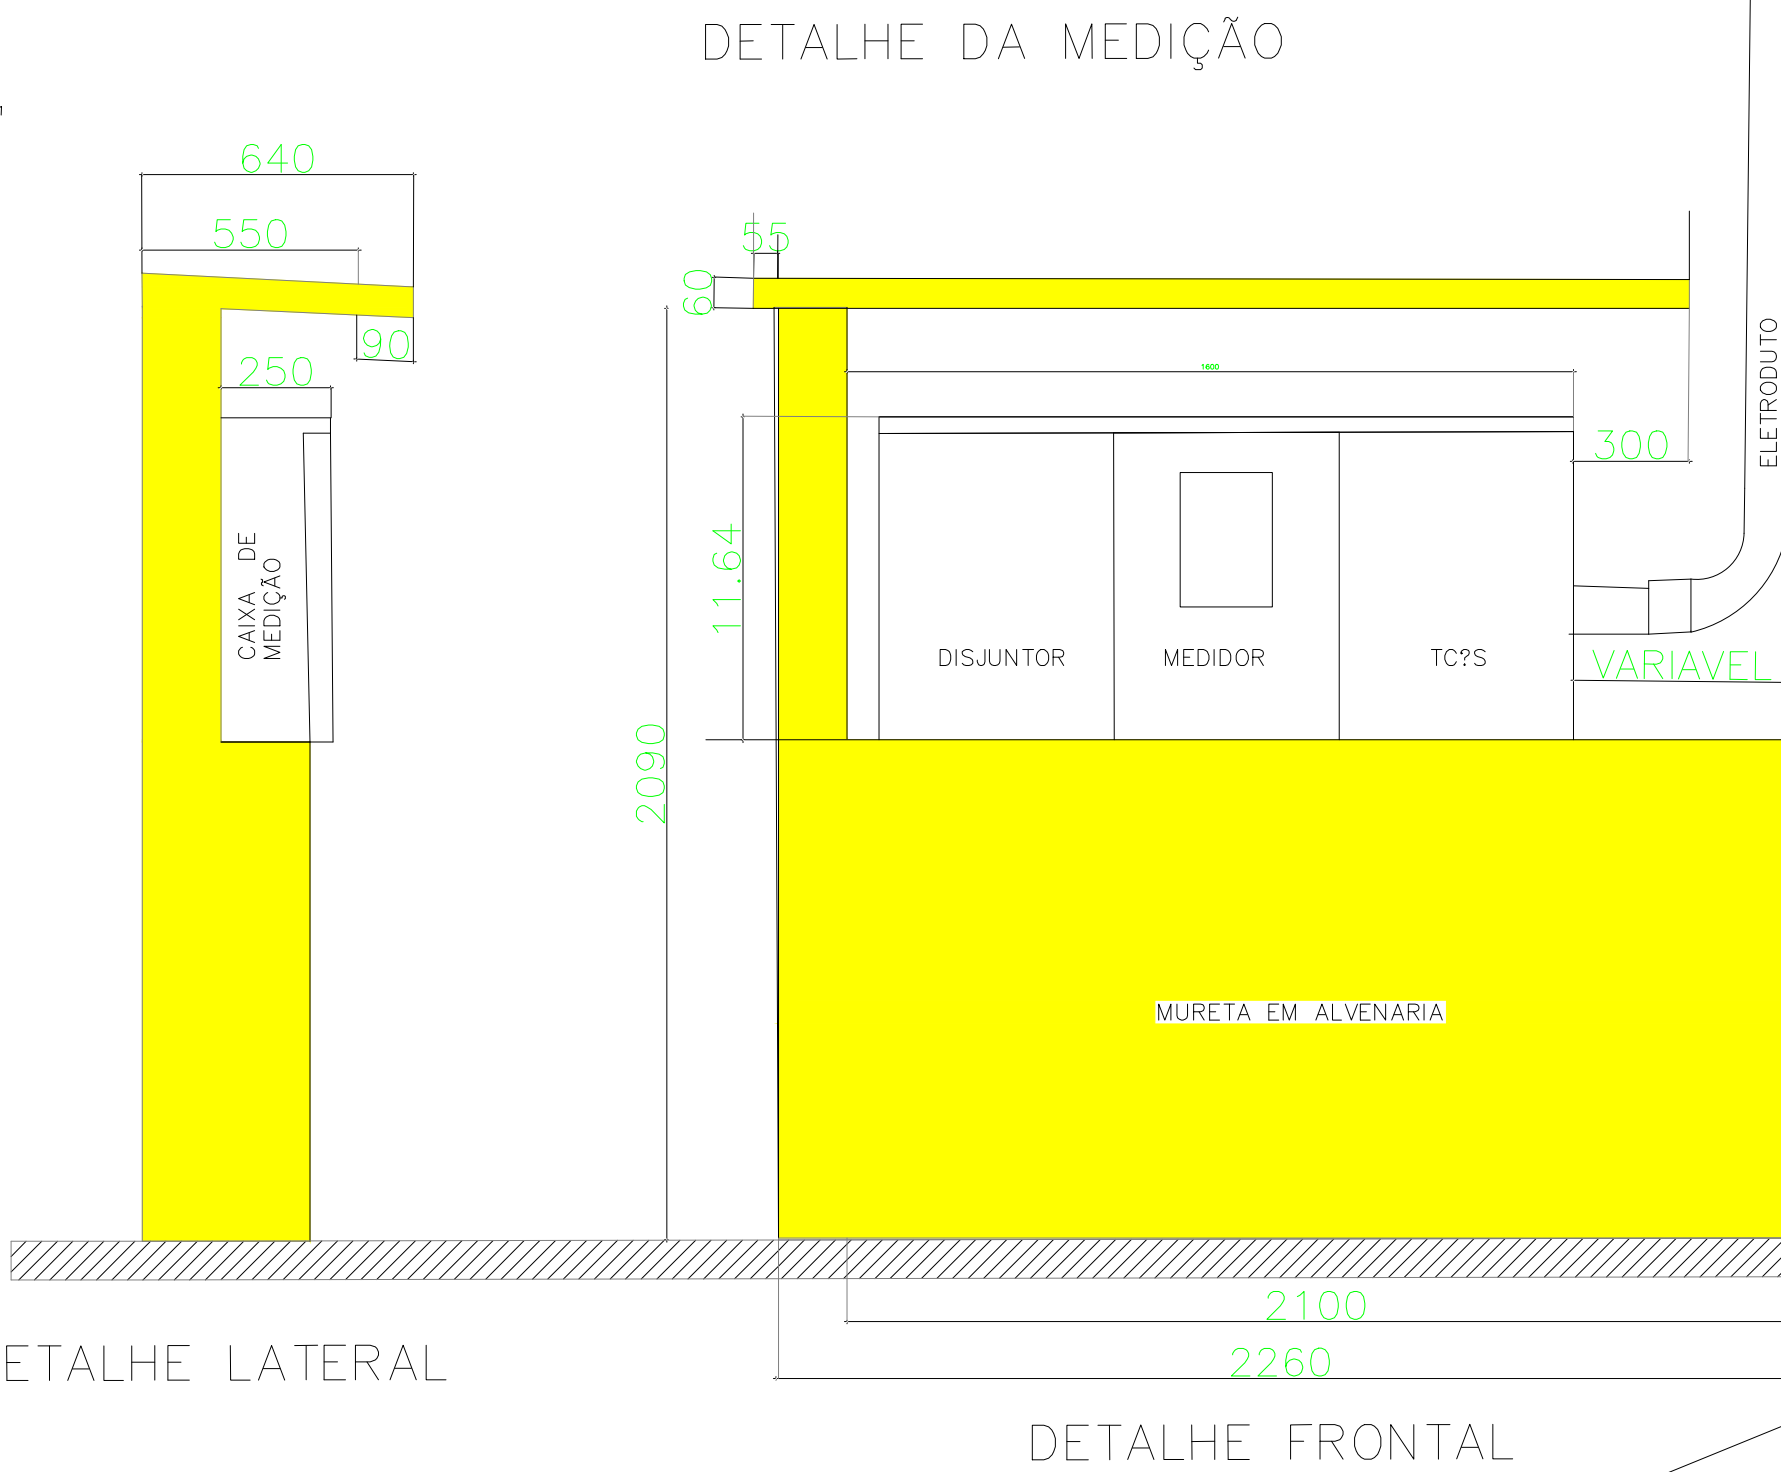 DETALHE DA MEDIÇÃO
640
550
90
250
CAIXA DE
MEDIÇÃO
ETALHE LATERAL
55
60
1600
300
11.64
2090
DISJUNTOR
MEDIDOR
TC?S
ELETRODUTO
VARIAVEL
MURETA EM ALVENARIA
2100
2260
DETALHE FRONTAL